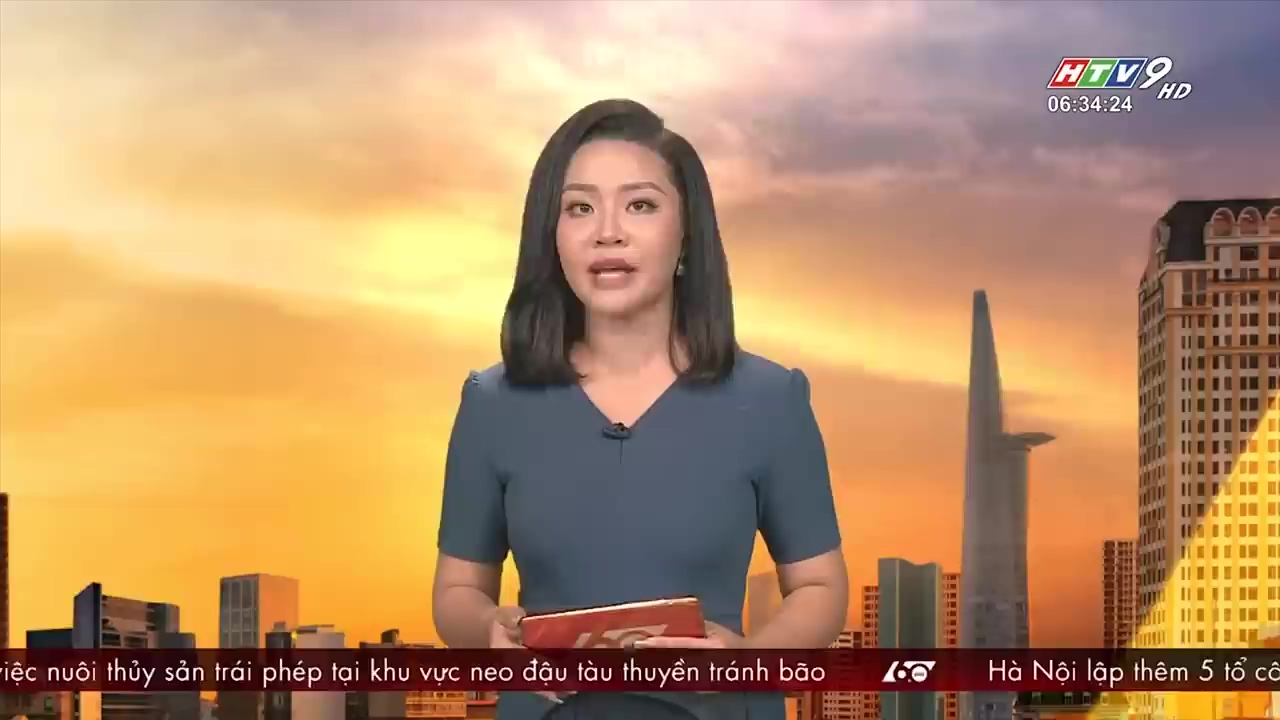 HTV9 HD
06:34:24
việc nuôi thủy sản trái phép tại khu vực neo đậu tàu thuyền tránh bão 60 Hà Nội lập thêm 5 tổ